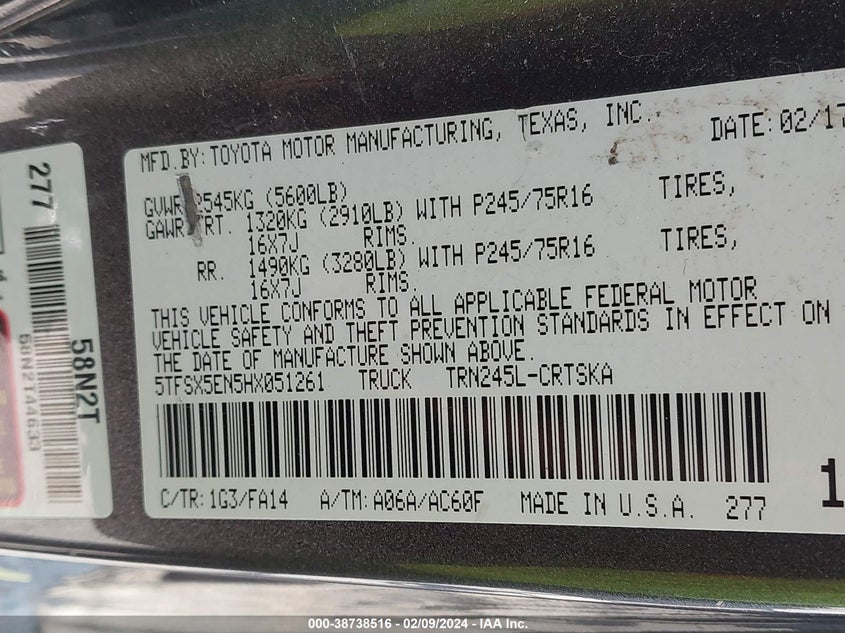 MFD.BY:TOYOTA MOTOR MANUFACTURING, TEXAS, INC. DATE:02/17
GVWR 2545KG (5600LB)
GAWR FRT. 1320KG (2910LB) WITH P245/75R16 TIRES,
16X7J RIMS.
RR. 1490KG (3280LB) WITH P245/75R16 TIRES,
16X7J RIMS.
THIS VEHICLE CONFORMS TO ALL APPLICABLE FEDERAL MOTOR
VEHICLE SAFETY AND THEFT PREVENTION STANDARDS IN EFFECT ON
THE DATE OF MANUFACTURE SHOWN ABOVE.
5TFSX5EN5HX051261 TRUCK TRN245L-CRTSKA
C/TR:1G3/FA14 A/TM:A06A/AC60F MADE IN U.S.A. 277
1
277
58N2T
58N2TA4633
000-38738516 - 02/09/2024 - IAA Inc.